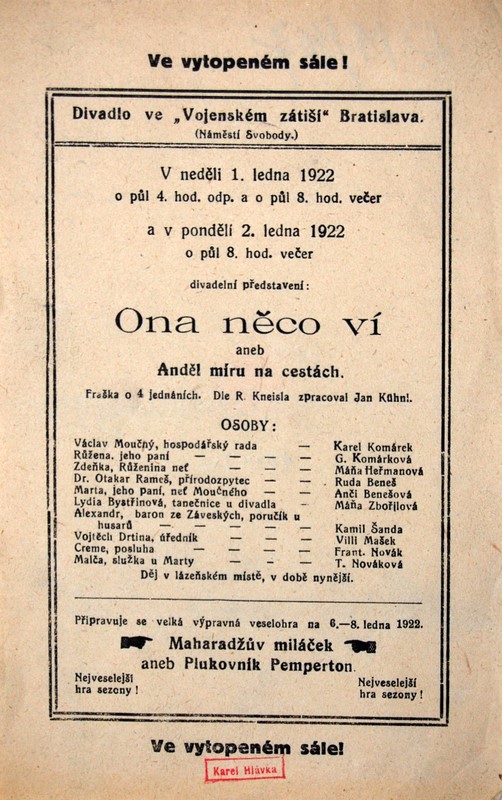 Ve vytopeném sále!
Divadlo ve „Vojenském zátiší" Bratislava.
(Náměstí Svobody.)
V neděli 1. ledna 1922
o půl 4. hod. odp. a o půl 8. hod. večer
a v pondělí 2. ledna 1922
o půl 8. hod. večer
divadelní představení:
Ona něco ví
aneb
Anděl míru na cestách.
Fraška o 4 jednáních. Dle R. Kneisla zpracoval Jan Kühnl.
OSOBY:
Václav Moučný, hospodářský rada — Karel Komárek
Růžena, jeho paní — — — — G. Komárková
Zdeňka, Růženina neť — — — Máňa Heřmanová
Dr. Otakar Rameš, přírodozpytec — — Ruda Beneš
Marta, jeho paní, neť Moučného — — Anči Benešová
Lydia Bystřinová, tanečnice u divadla - Máňa Zbořilová
Alexandr, baron ze Záveských, poručík u
husarů — — — — — Kamil Šanda
Vojtěch Drtina, úředník — — — Villi Mašek
Creme, posluha — — — — Frant. Novák
Malča, služka u Marty — - — T. Nováková
Děj v lázeňském místě, v době nynější.
Připravuje se velká výpravná veselohra na 6.—8. ledna 1922.
Maharadžův miláček
aneb Plukovník Pemperton.
Nejveselejší
hra sezony!
Nejveselejší
hra sezony!
Ve vytopeném sále!
Karel Hlávka